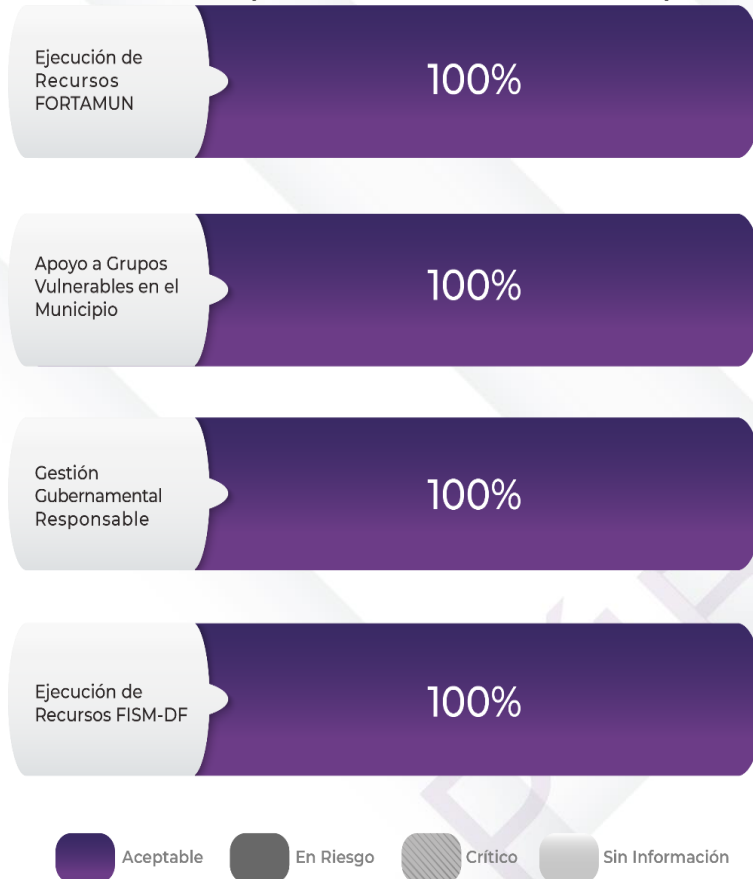 Ejecución de
Recursos
FORTAMUN
100%
Apoyo a Grupos
Vulnerables en el
Municipio
100%
Gestión
Gubernamental
Responsable
100%
Ejecución de
Recursos FISM-DF
100%
Aceptable
En Riesgo
Crítico
Sin Información